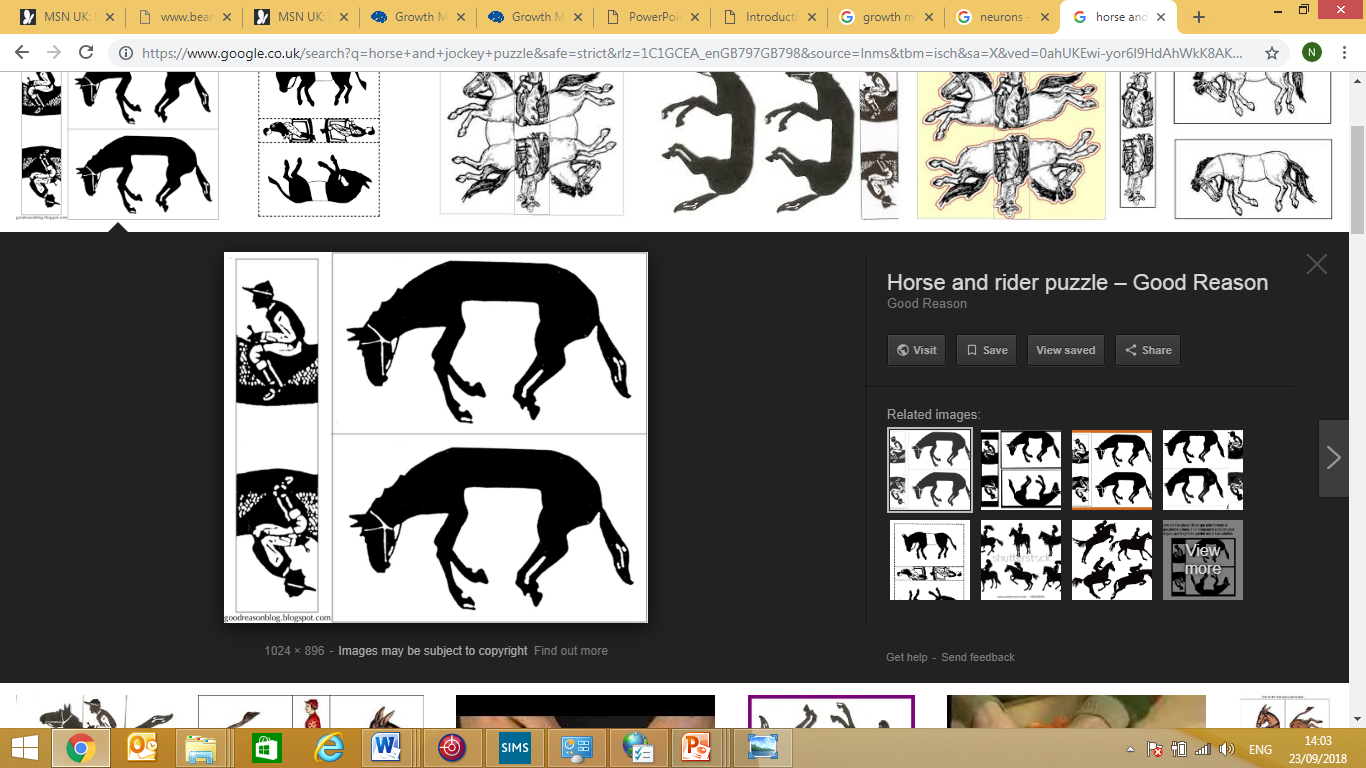 MSN UK:
www.bear
MSN UK:
Growth M
Growth M
PowerPoi
Introducti
growth m
neurons -
horse and
https://www.google.co.uk/search?q=horse+and+jockey+puzzle&safe=strict&rlz=1C1GCEA_enGB797GB798&source=lnms&tbm=isch&sa=X&ved=0ahUKEwi-yor6I9HdAhWkK8AK...
N
goodreasonblog.blogspot.com
Horse and rider puzzle – Good Reason
Good Reason
Visit
Save
View saved
Share
Related images:
shutterstock
View more
goodreasonblog.blogspot.com
1024 × 896 - Images may be subject to copyright Find out more
Get help - Send feedback
SIMS
ENG
14:03
23/09/2018